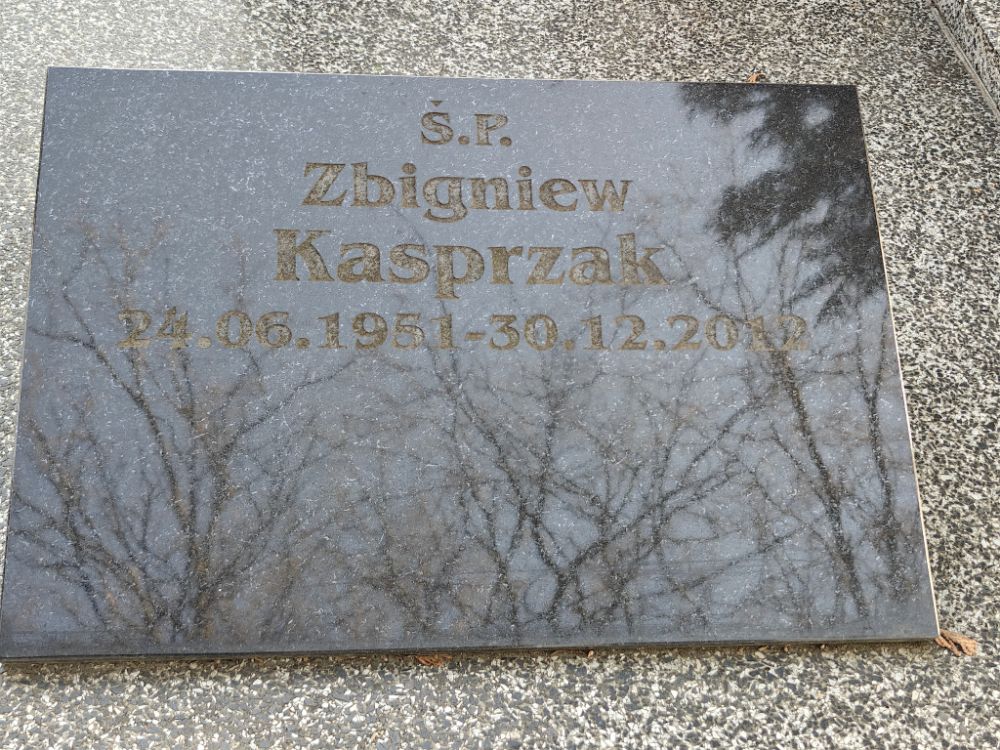 Ś.P.
Zbigniew
Kasprzak
24.06.1951-30.12.2012